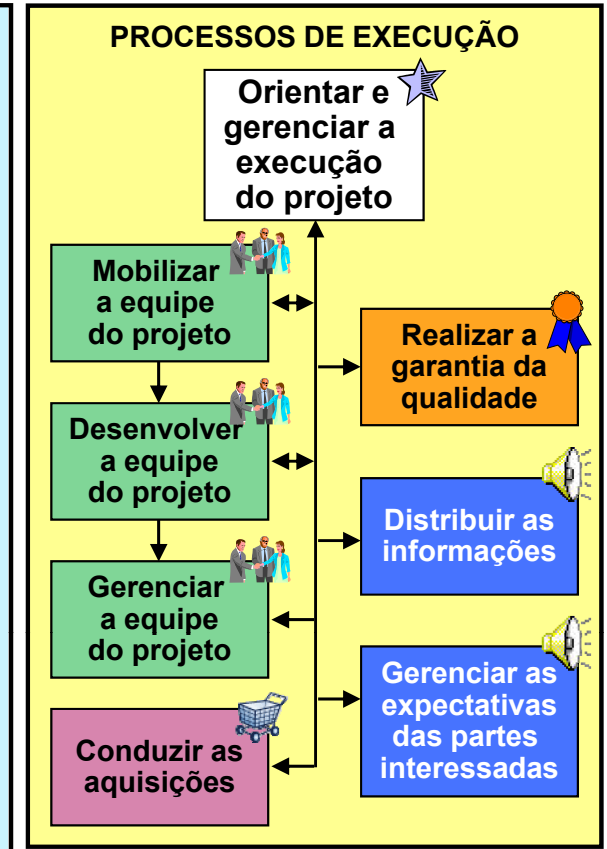 PROCESSOS DE EXECUÇÃO
Orientar e
gerenciar a
execução
do projeto
Mobilizar
a equipe
do projeto
Realizar a
garantia da
qualidade
Desenvolver
a equipe
do projeto
Distribuir as
informações
Gerenciar
a equipe
do projeto
Gerenciar as
expectativas
das partes
interessadas
Conduzir as
aquisições